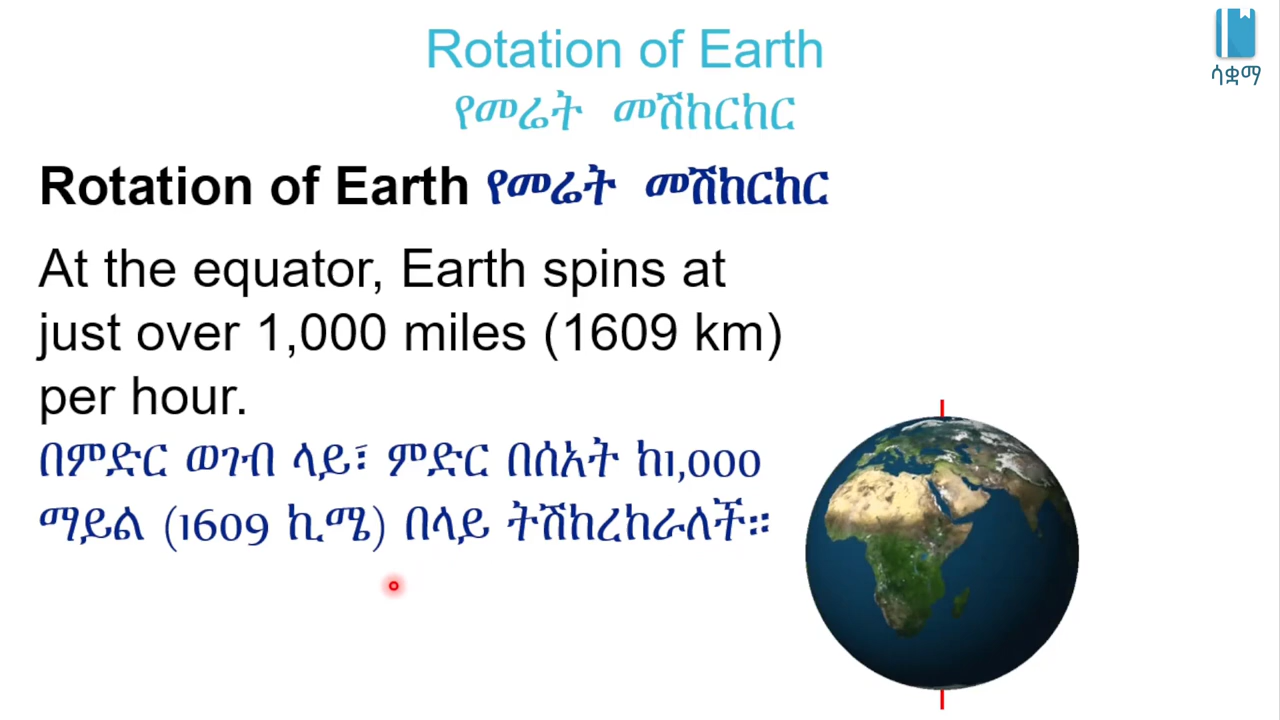 Rotation of Earth
የመሬት መሽከርከር
ሳቋማ
Rotation of Earth የመሬት መሽከርከር
At the equator, Earth spins at
just over 1,000 miles (1609 km)
per hour.
በምድር ወገብ ላይ፣ ምድር በሰአት ከ1,000
ማይል (1609 ኪሜ) በላይ ትሽከረከራለች።